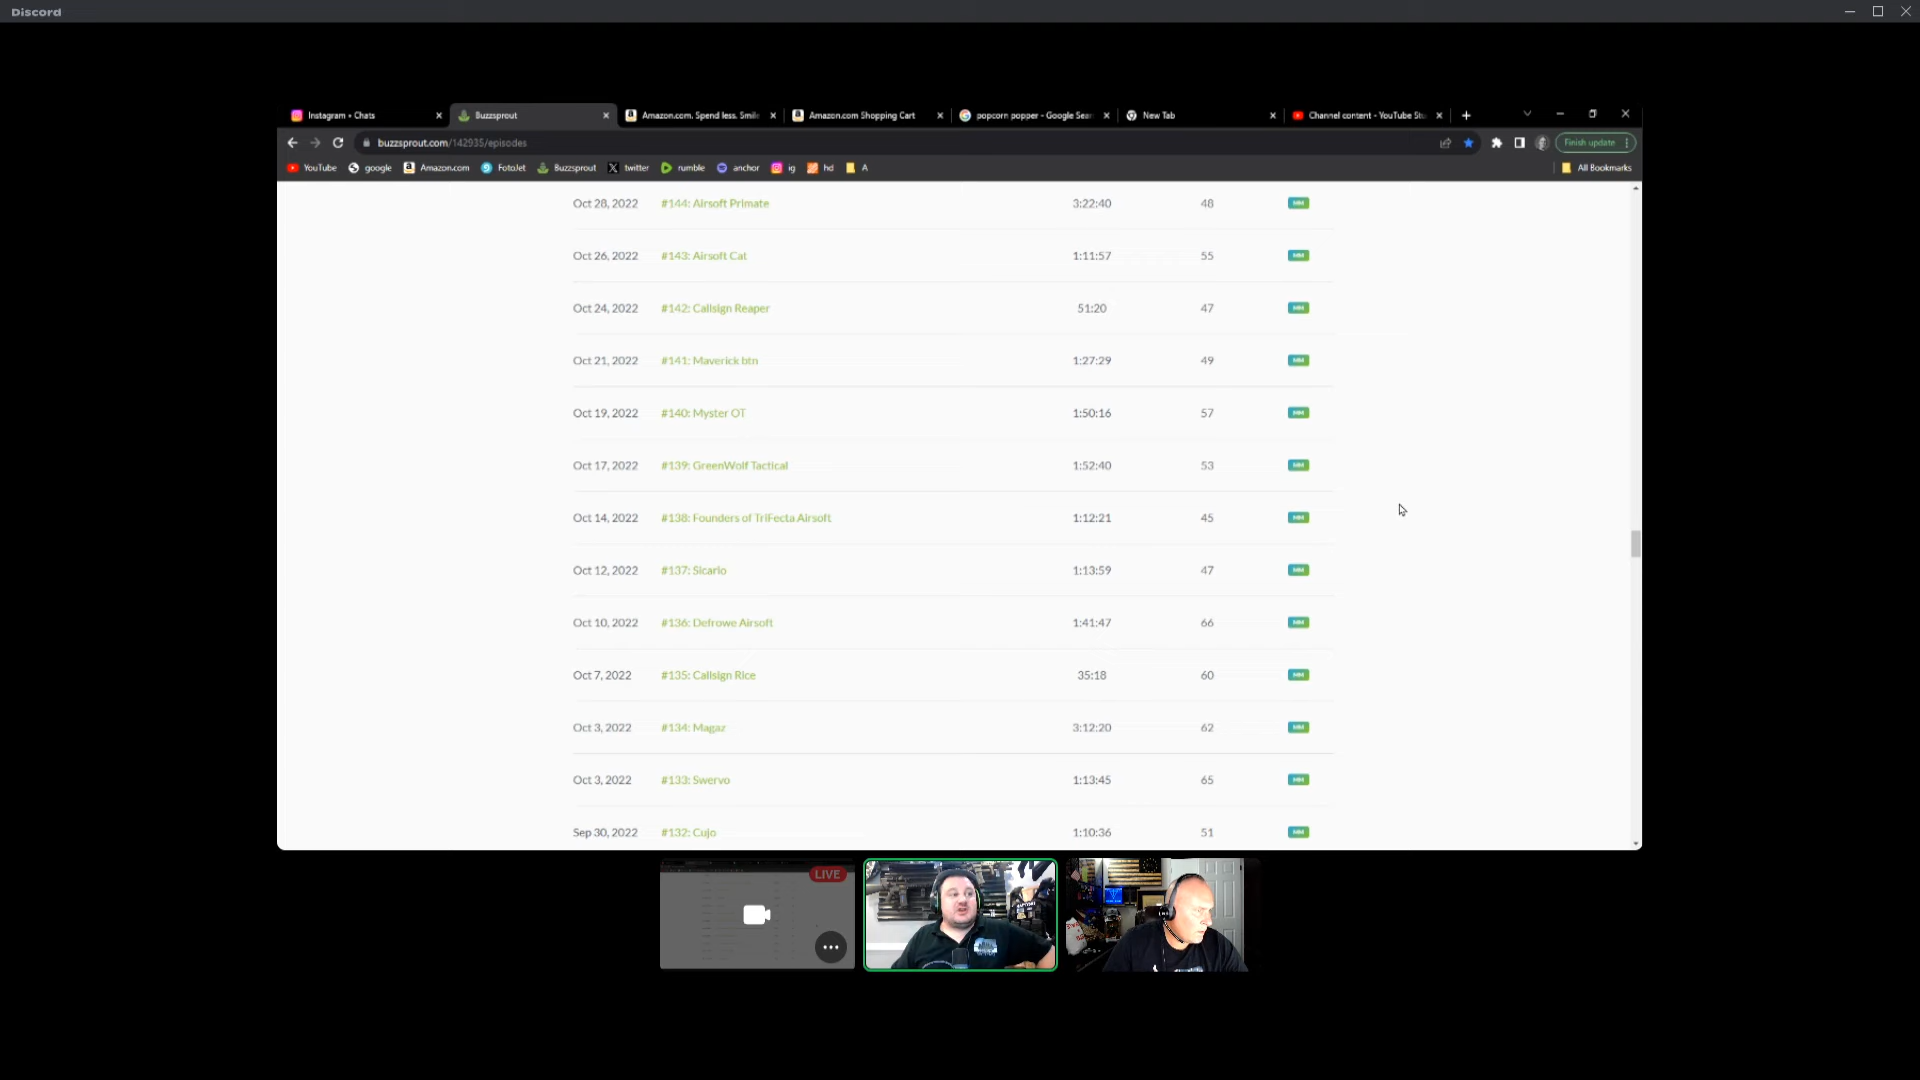 Discord
Instagram • Chats
Buzzsprout
Amazon.com. Spend less. Smile
Amazon.com Shopping Cart
popcorn popper - Google Sear
New Tab
Channel content - YouTube Stu
buzzsprout.com/142935/episodes
Finish update
YouTube google Amazon.com FotoJet Buzzsprout twitter rumble anchor ig hd A All Bookmarks
Oct 28, 2022 #144: Airsoft Primate 3:22:40 48
Oct 26, 2022 #143: Airsoft Cat 1:11:57 55
Oct 24, 2022 #142: Callsign Reaper 51:20 47
Oct 21, 2022 #141: Maverick btn 1:27:29 49
Oct 19, 2022 #140: Myster OT 1:50:16 57
Oct 17, 2022 #139: GreenWolf Tactical 1:52:40 53
Oct 14, 2022 #138: Founders of TriFecta Airsoft 1:12:21 45
Oct 12, 2022 #137: Sicario 1:13:59 47
Oct 10, 2022 #136: Defrowe Airsoft 1:41:47 66
Oct 7, 2022 #135: Callsign Rice 35:18 60
Oct 3, 2022 #134: Magaz 3:12:20 62
Oct 3, 2022 #133: Swervo 1:13:45 65
Sep 30, 2022 #132: Cujo 1:10:36 51
LIVE